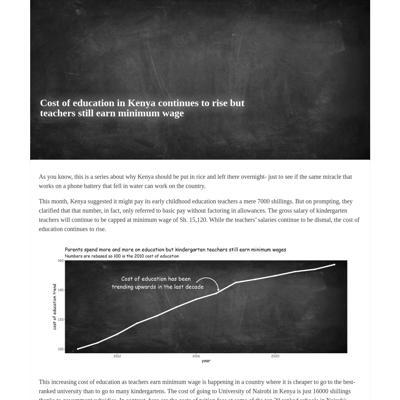 Cost of education in Kenya continues to rise but
teachers still earn minimum wage
As you know, this is a series about why Kenya should be put in rice and left there overnight- just to see if the same miracle that
works on a phone battery that fell in water can work on the country.
This month, Kenya suggested it might pay its early childhood education teachers a mere 7000 shillings. But on prompting, they
clarified that that number, in fact, only referred to basic pay without factoring in allowances. The gross salary of kindergarten
teachers will continue to be capped at minimum wage of Sh. 15,120. While the teachers' salaries continue to be dismal, the cost of
education continues to rise.
Parents spend more and more on education but kindergarten teachers still earn minimum wages
Numbers are rebased so 100 is the 2010 cost of education
Cost of education has been
trending upwards in the last decade
cost of education trend
year
This increasing cost of education as teachers earn minimum wage is happening in a country where it is cheaper to go to the best-
ranked university than to go to many kindergartens. The cost of going to University of Nairobi in Kenya is just 16000 shillings